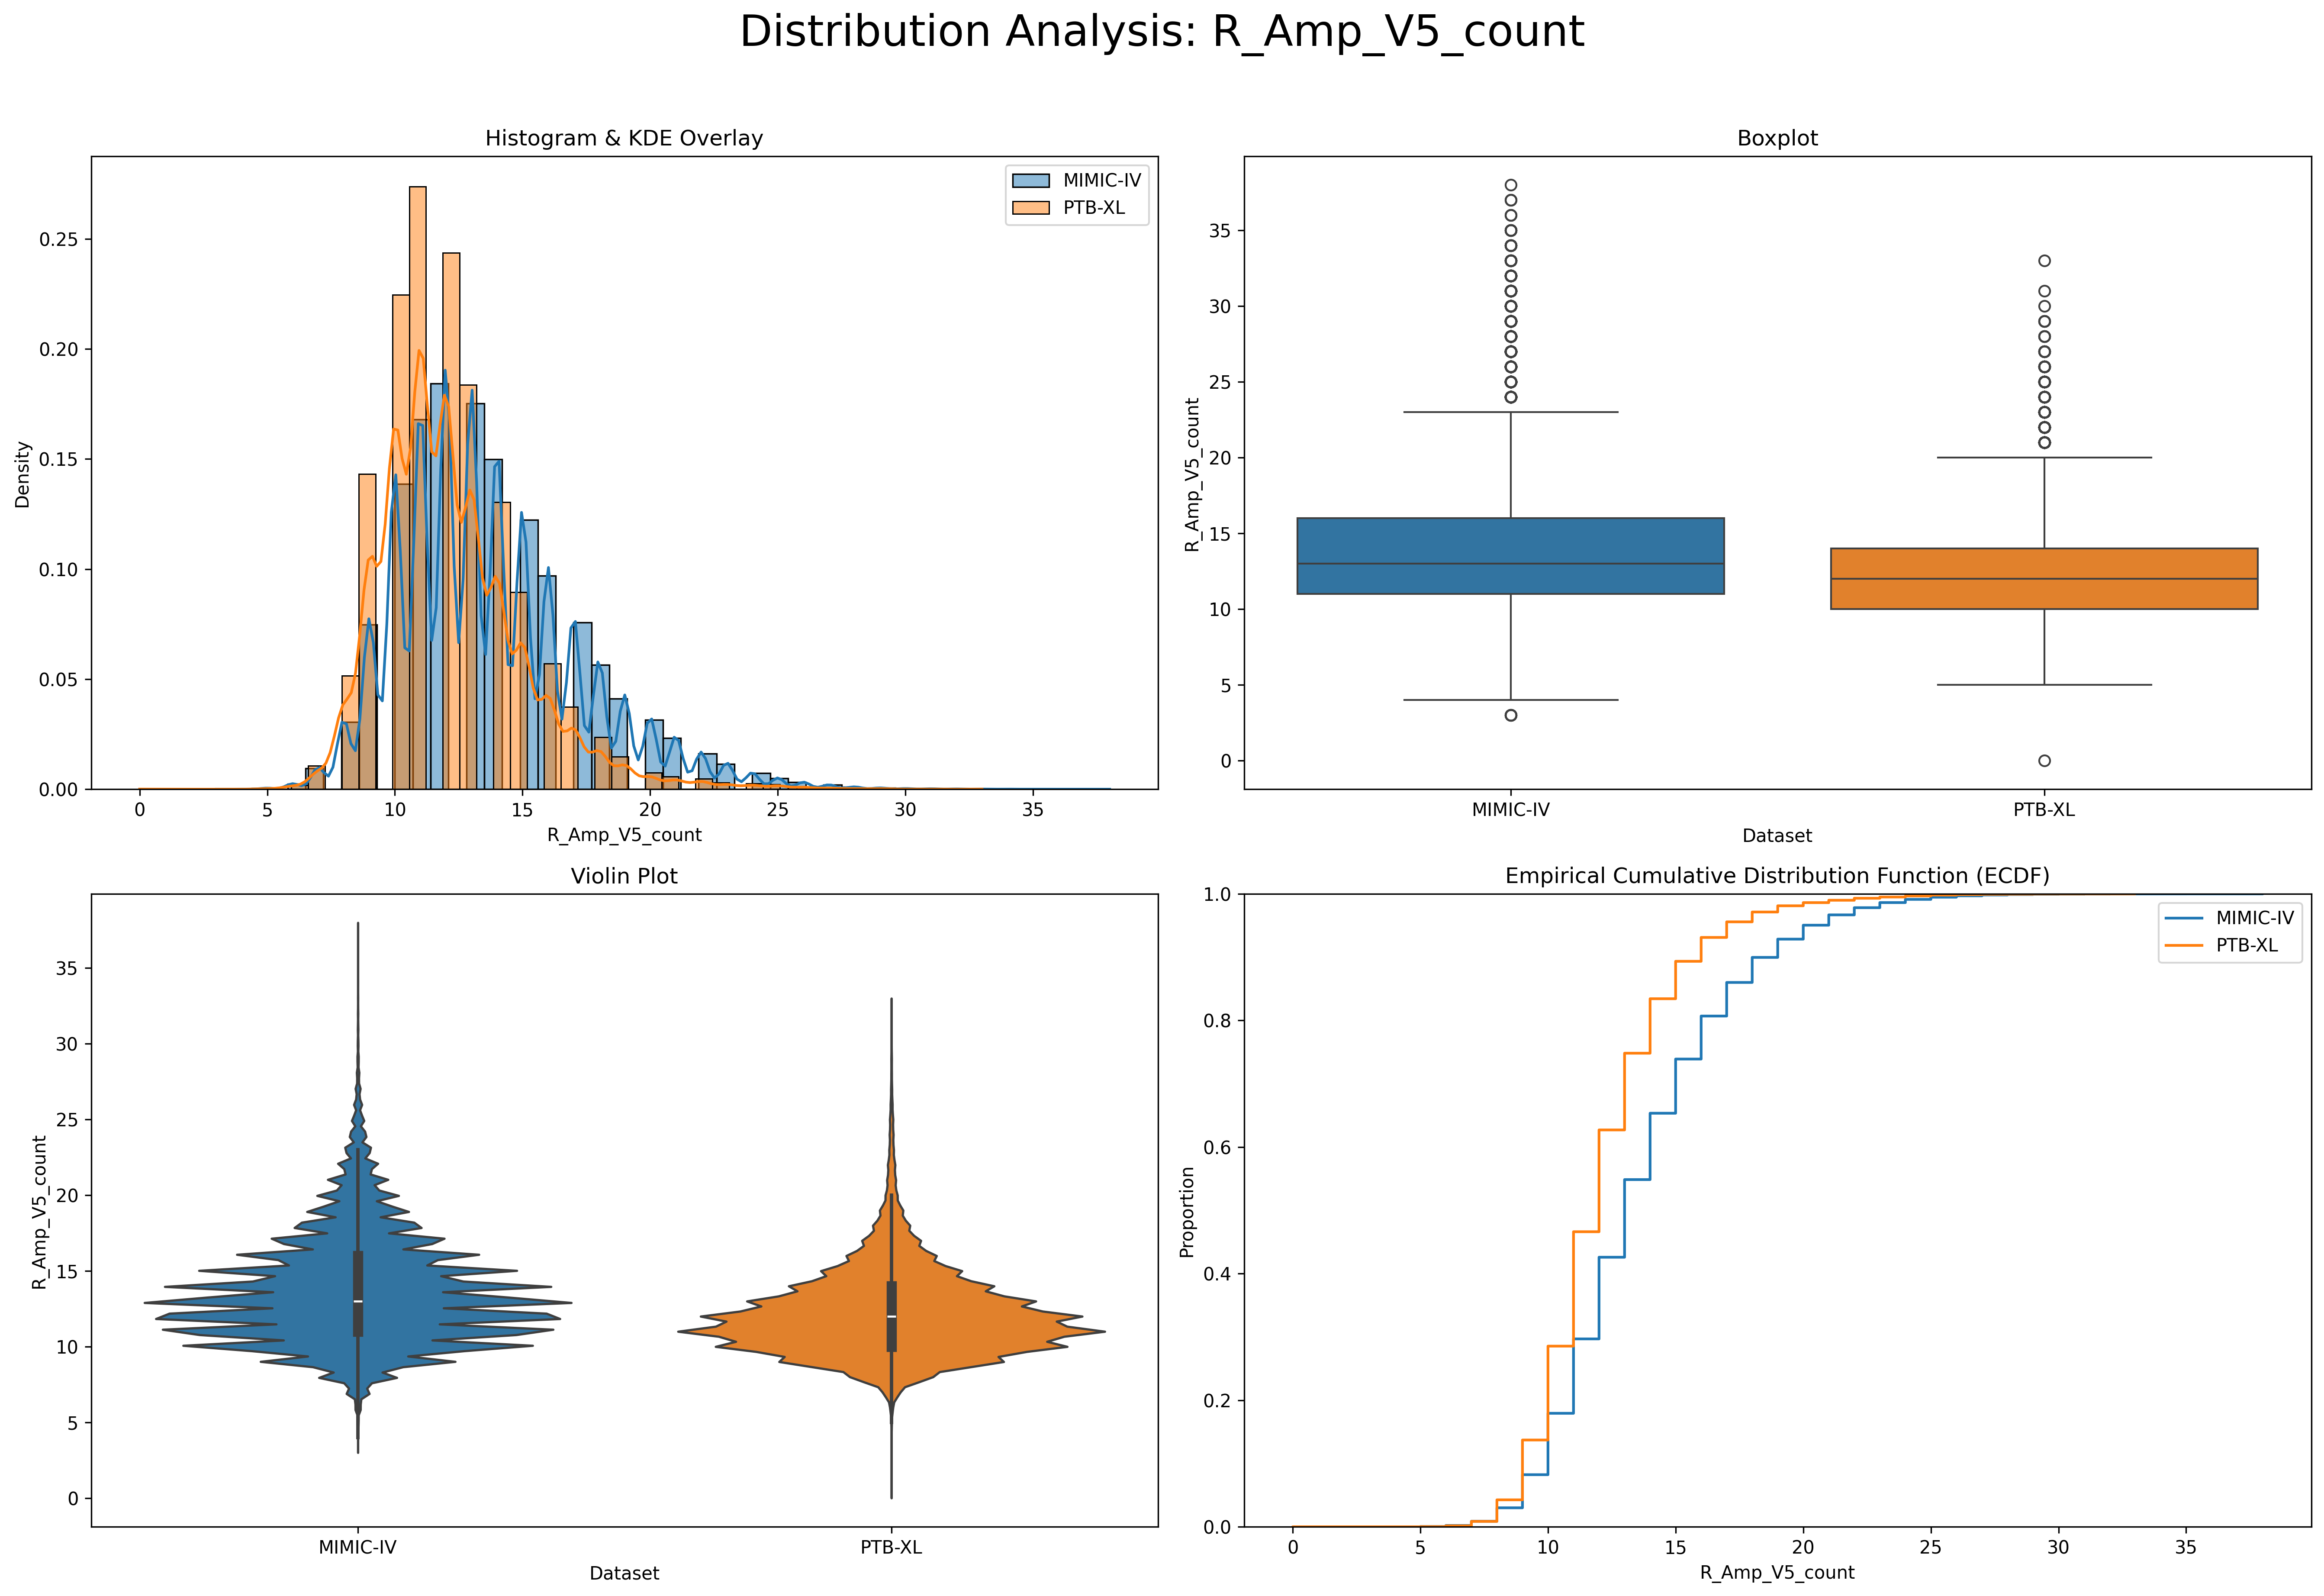 Distribution Analysis: R_Amp_V5_count
Histogram & KDE Overlay
MIMIC-IV
PTB-XL
Density
0.25
0.20
0.15
0.10
0.05
0.00
0 5 10 15 20 25 30 35
R_Amp_V5_count
Boxplot
R_Amp_V5_count
35
30
25
20
15
10
5
0
MIMIC-IV PTB-XL
Dataset
Violin Plot
R_Amp_V5_count
35
30
25
20
15
10
5
0
MIMIC-IV PTB-XL
Dataset
Empirical Cumulative Distribution Function (ECDF)
MIMIC-IV
PTB-XL
Proportion
1.0
0.8
0.6
0.4
0.2
0.0
0 5 10 15 20 25 30 35
R_Amp_V5_count